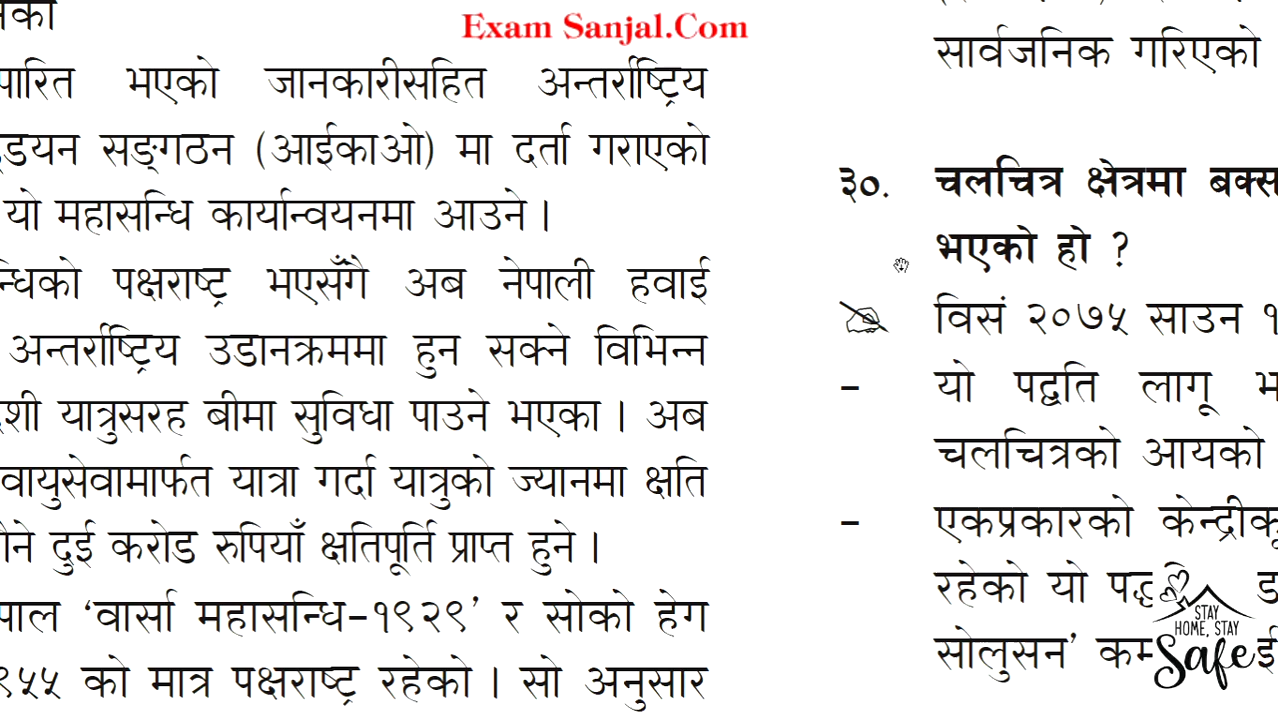 Exam Sanjal.Com
पारित भएको जानकारीसहित अन्तर्राष्ट्रिय
सङ्गठन (आईकाओ) मा दर्ता गराएको
यो महासन्धि कार्यान्वयनमा आउने ।
पक्षराष्ट्र भएसँगै अब नेपाली हवाई
अन्तर्राष्ट्रिय उडानक्रममा हुन सक्ने विभिन्न
यात्रुसरह बीमा सुविधा पाउने भएका । अब
वायुसेवामार्फत यात्रा गर्दा यात्रुको ज्यानमा क्षति
दुई करोड रुपियाँ क्षतिपूर्ति प्राप्त हुने ।
‘वार्सा महासन्धि-१९२९’ र सोको हेग
को मात्र पक्षराष्ट्र रहेको । सो अनुसार
सार्वजनिक गरिएको
३०. चलचित्र क्षेत्रमा
भएको हो ?
विसं २०७५ साउन
- यो पद्धति लागू
चलचित्रको आयको
- एकप्रकारको
रहेको यो
सोलुसन’
STAY
HOME, STAY
Safe